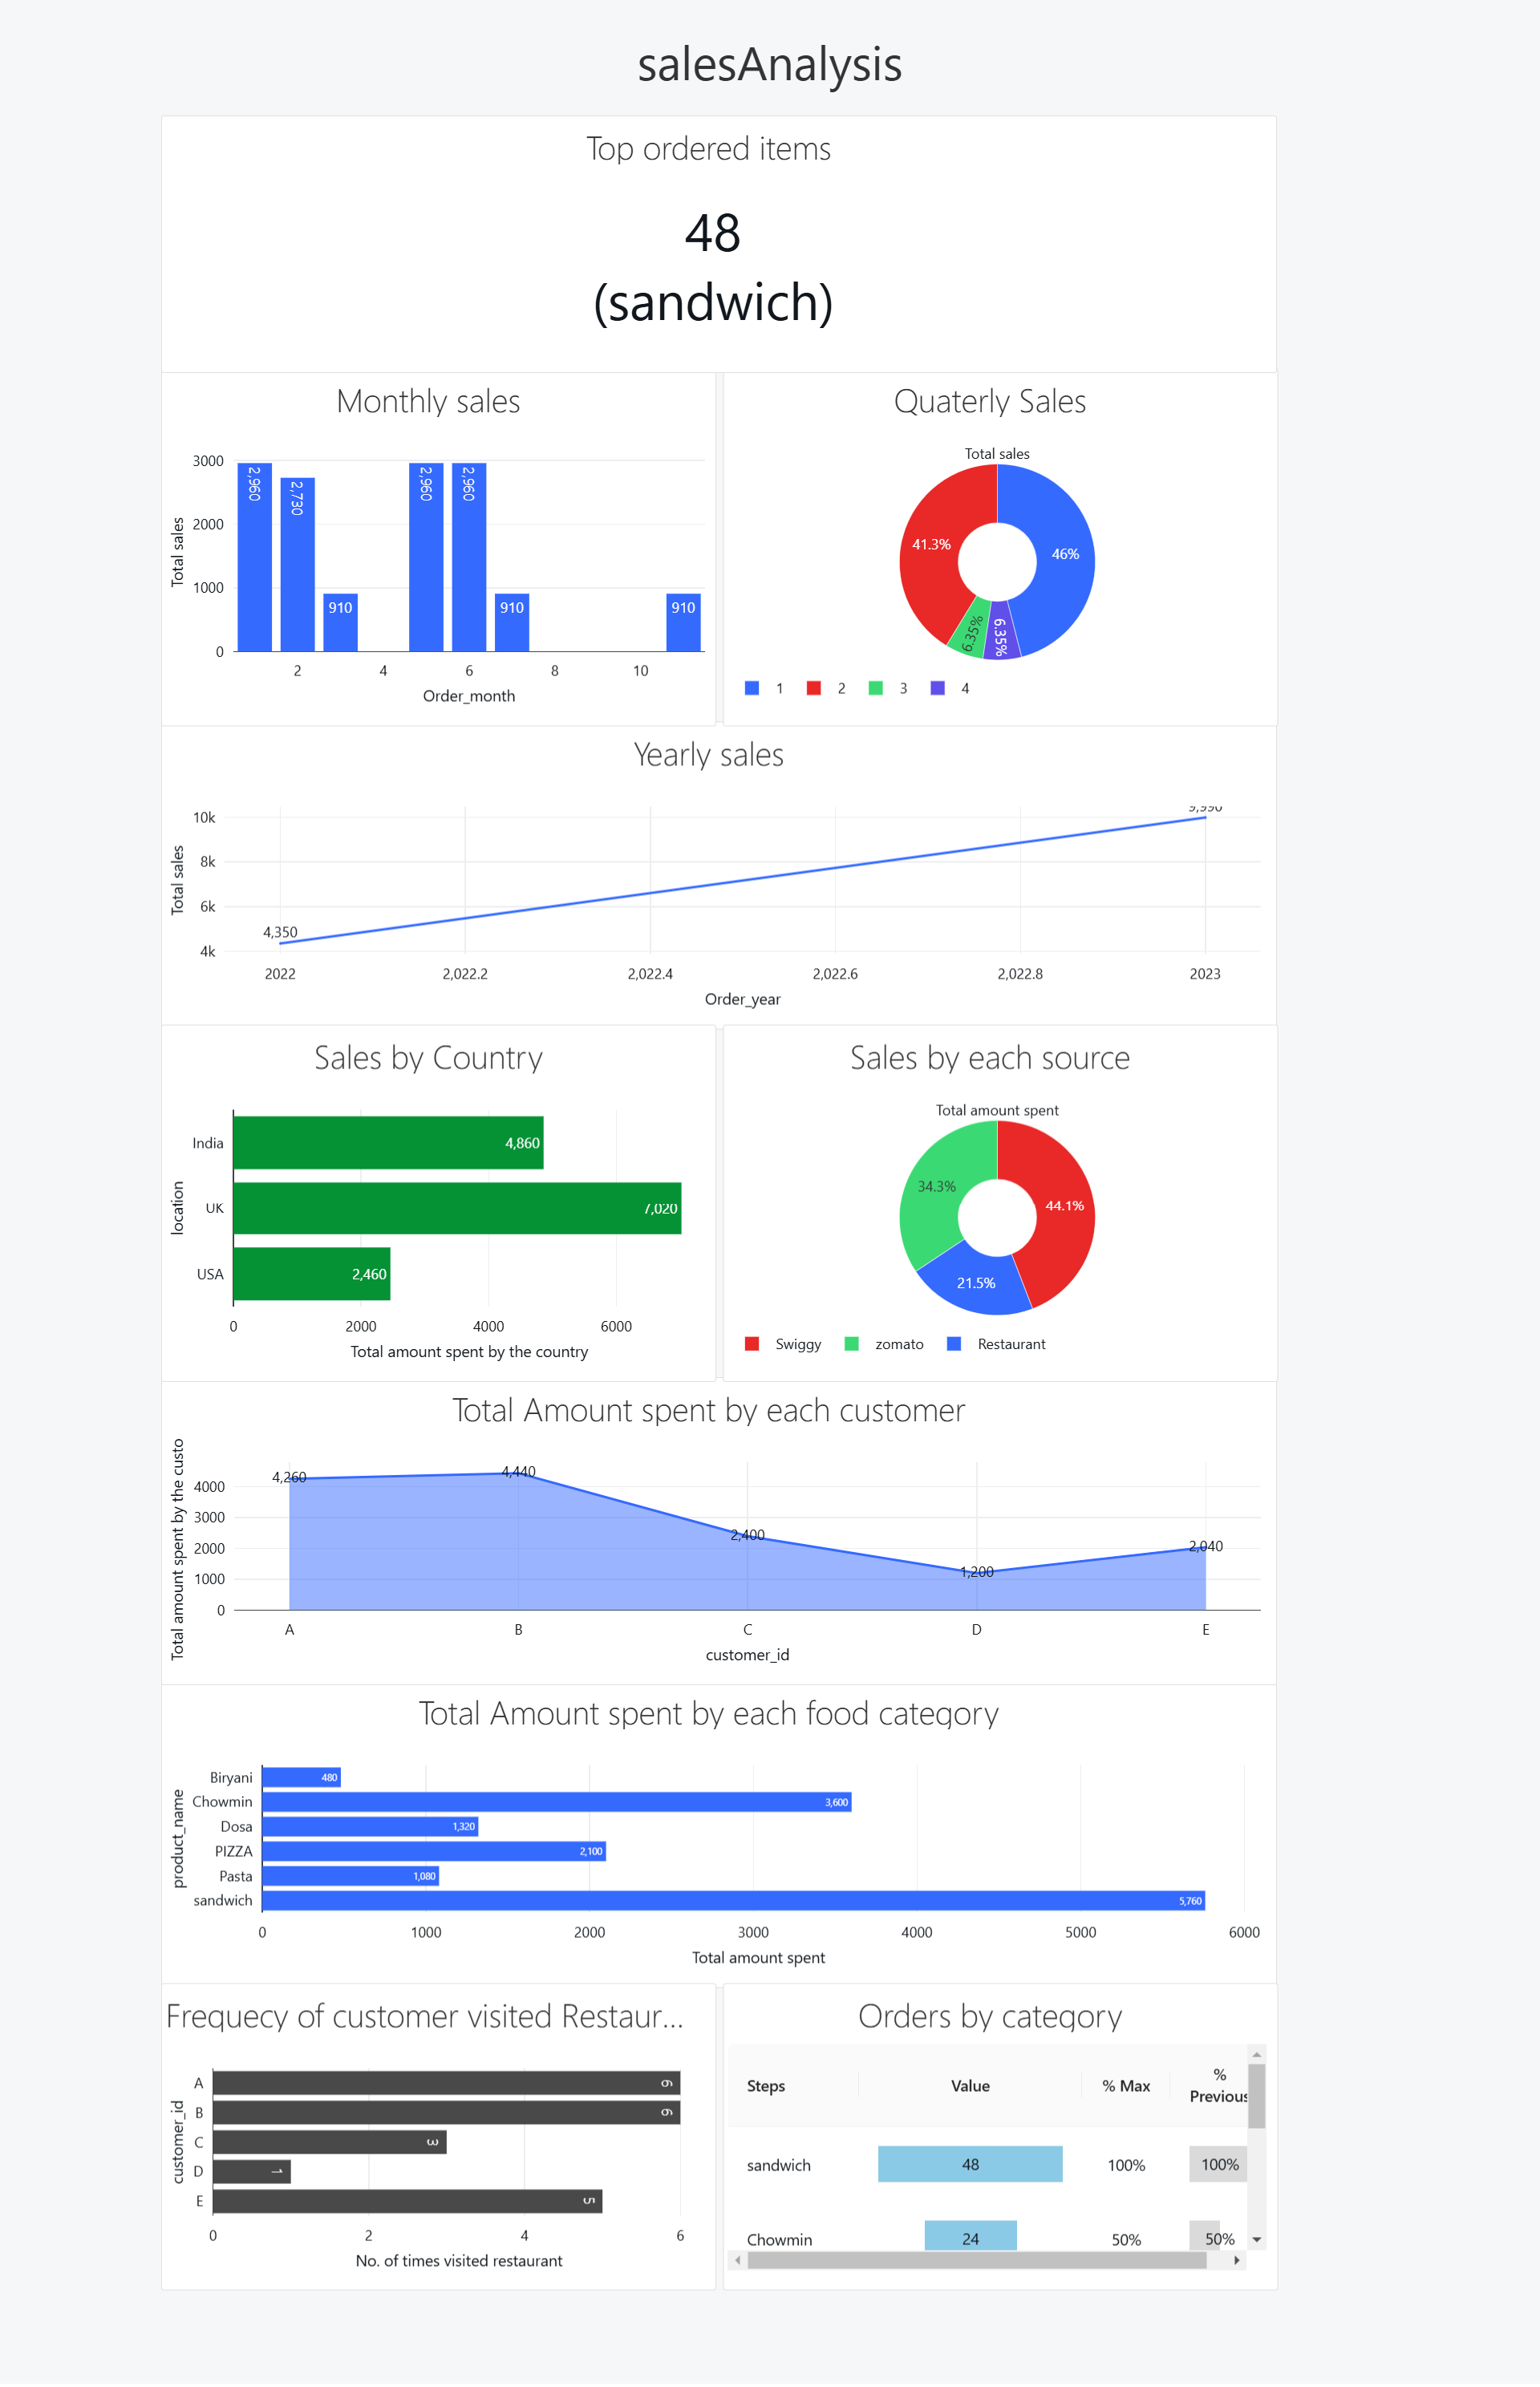 salesAnalysis
Top ordered items
48
(sandwich)
Monthly sales
Total sales
3000
2000
1000
0
2,960
2,730
910
2,960
2,960
910
910
2 4 6 8 10
Order_month
Quaterly Sales
Total sales
41.3%
46%
6.35%
6.35%
1 2 3 4
Yearly sales
Total sales
10k
8k
6k
4k
4,350
9,990
2022 2,022.2 2,022.4 2,022.6 2,022.8 2023
Order_year
Sales by Country
location
India 4,860
UK 7,020
USA 2,460
0 2000 4000 6000
Total amount spent by the country
Sales by each source
Total amount spent
34.3%
44.1%
21.5%
Swiggy zomato Restaurant
Total Amount spent by each customer
Total amount spent by the custo
4000
3000
2000
1000
0
4,260
4,440
2,400
1,200
2,040
A B C D E
customer_id
Total Amount spent by each food category
product_name
Biryani 480
Chowmin 3,600
Dosa 1,320
PIZZA 2,100
Pasta 1,080
sandwich 5,760
0 1000 2000 3000 4000 5000 6000
Total amount spent
Frequecy of customer visited Restaur...
customer_id
A 6
B 6
C 3
D 1
E 5
0 2 4 6
No. of times visited restaurant
Orders by category
Steps Value % Max %
Previous
sandwich 48 100% 100%
Chowmin 24 50% 50%